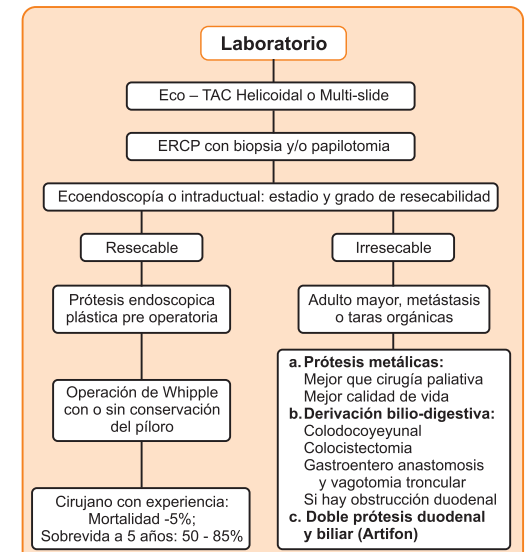 Laboratorio
Eco – TAC Helicoidal o Multi-slide
ERCP con biopsia y/o papilotomia
Ecoendoscopía o intraductual: estadio y grado de resecabilidad
Resecable
Irresecable
Prótesis endoscopica
plástica pre operatoria
Adulto mayor, metástasis
o taras orgánicas
Operación de Whipple
con o sin conservación
del píloro
Cirujano con experiencia:
Mortalidad -5%;
Sobrevida a 5 años: 50 - 85%
a. Prótesis metálicas:
Mejor que cirugía paliativa
Mejor calidad de vida
b. Derivación bilio-digestiva:
Colodocoyeyunal
Colocistectomia
Gastroentero anastomosis
y vagotomia troncular
Si hay obstrucción duodenal
c. Doble prótesis duodenal
y biliar (Artifon)